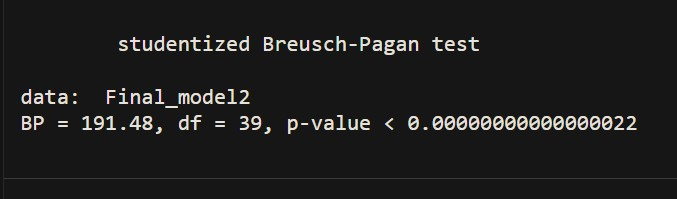 studentized Breusch-Pagan test
data: Final_model2
BP = 191.48, df = 39, p-value < 0.00000000000000022